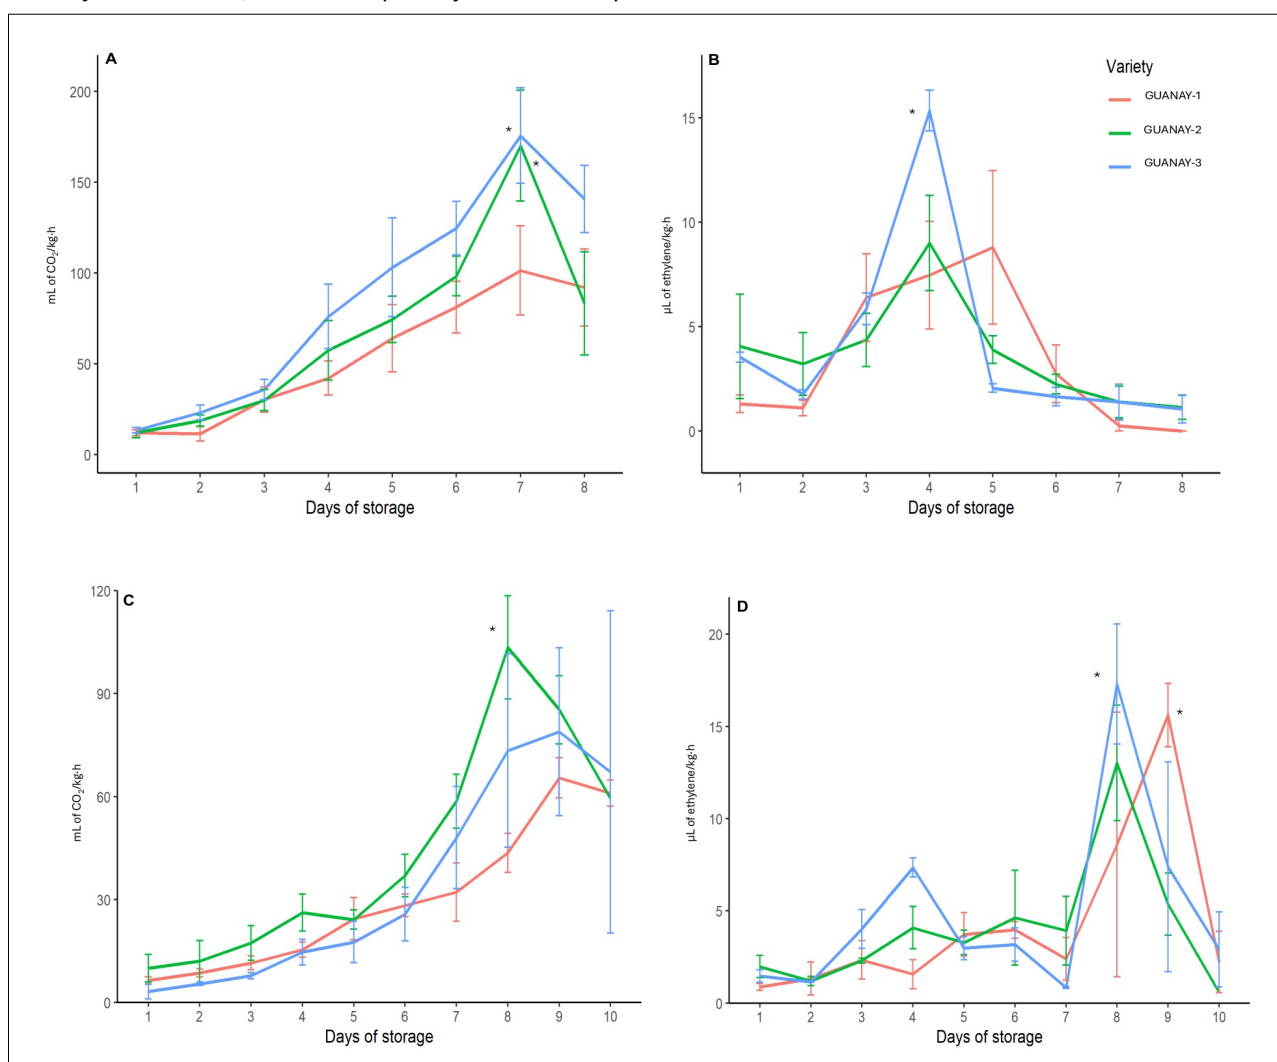 A
200
150
100
50
0
mL of CO₂/kg·h
1 2 3 4 5 6 7 8
Days of storage
*
*
B
15
10
5
0
µL of ethylene/kg·h
1 2 3 4 5 6 7 8
Days of storage
*
Variety
GUANAY-1
GUANAY-2
GUANAY-3
C
120
90
60
30
0
mL of CO₂/kg·h
1 2 3 4 5 6 7 8 9 10
Days of storage
*
D
20
15
10
5
0
µL of ethylene/kg·h
1 2 3 4 5 6 7 8 9 10
Days of storage
*
*